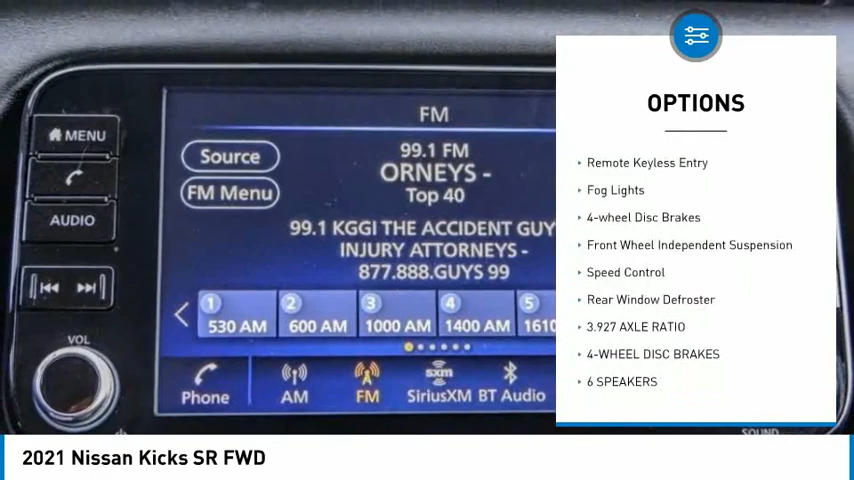 MENU
AUDIO
VOL
FM
Source
FM Menu
99.1 FM
ORNEYS -
Top 40
99.1 KGGI THE ACCIDENT GUY
INJURY ATTORNEYS -
877.888.GUYS 99
1 2 3 4 5
530 AM 600 AM 1000 AM 1400 AM 1610
sxm
Phone AM FM SiriusXM BT Audio
SOUND
OPTIONS
Remote Keyless Entry
Fog Lights
4-wheel Disc Brakes
Front Wheel Independent Suspension
Speed Control
Rear Window Defroster
3.927 AXLE RATIO
4-WHEEL DISC BRAKES
6 SPEAKERS
2021 Nissan Kicks SR FWD